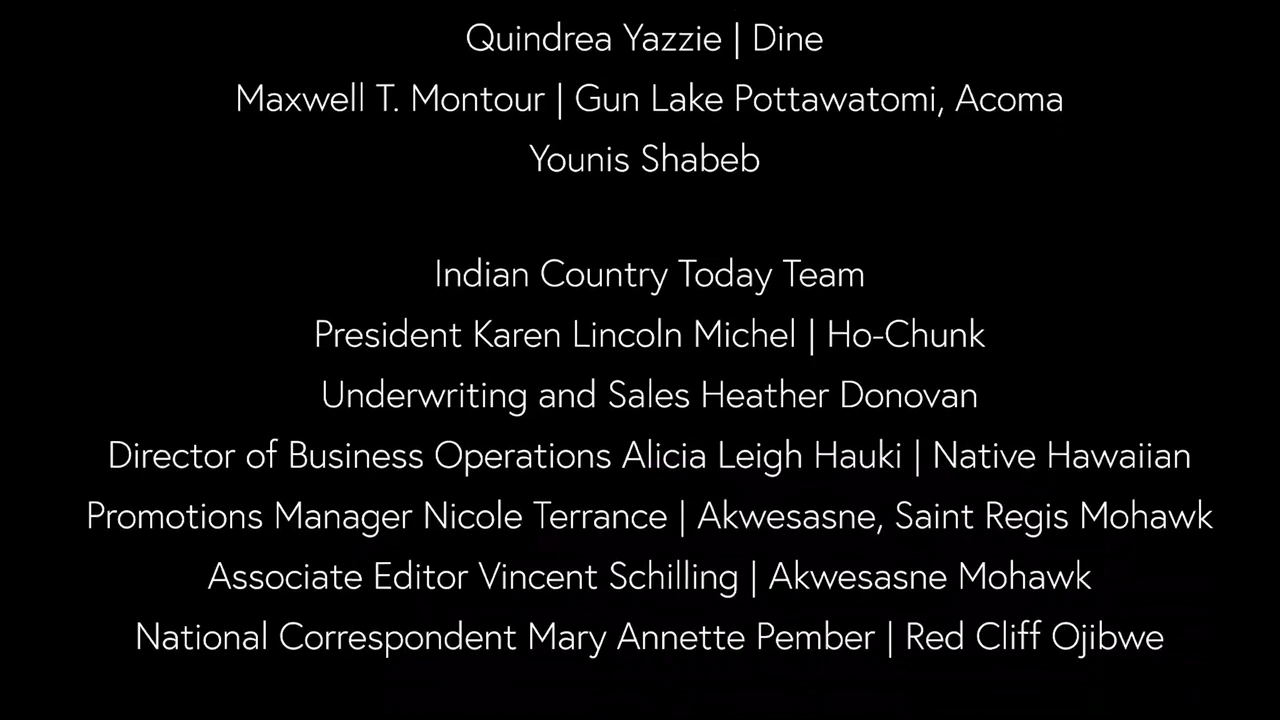 Quindrea Yazzie | Dine
Maxwell T. Montour | Gun Lake Pottawatomi, Acoma
Younis Shabeb
Indian Country Today Team
President Karen Lincoln Michel | Ho-Chunk
Underwriting and Sales Heather Donovan
Director of Business Operations Alicia Leigh Hauki | Native Hawaiian
Promotions Manager Nicole Terrance | Akwesasne, Saint Regis Mohawk
Associate Editor Vincent Schilling | Akwesasne Mohawk
National Correspondent Mary Annette Pember | Red Cliff Ojibwe